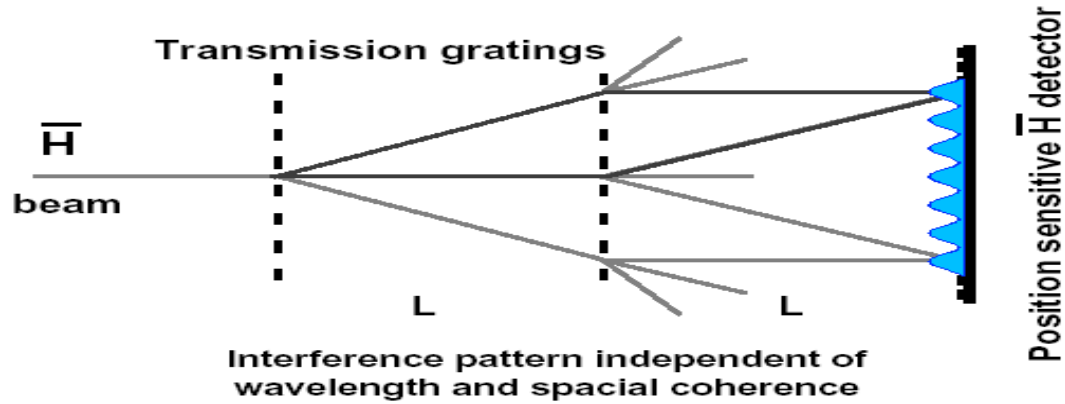 Transmission gratings
H̅
beam
L
L
Position sensitive H̅ detector
Interference pattern independent of
wavelength and spacial coherence